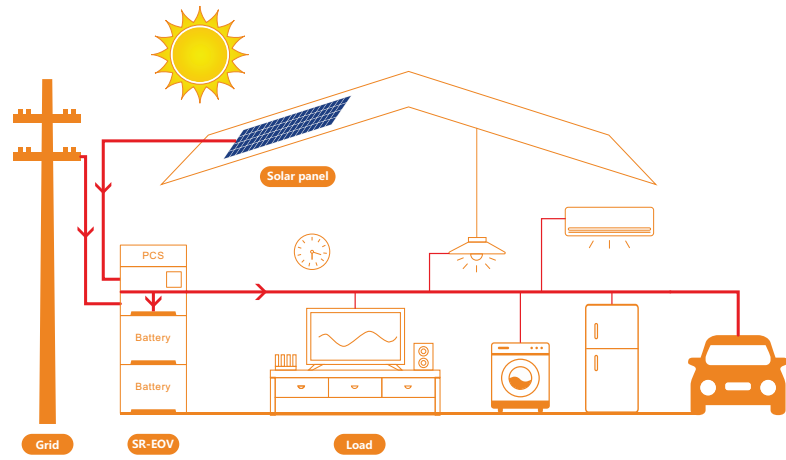 Solar panel
PCS
Battery
Battery
Grid
SR-EOV
Load